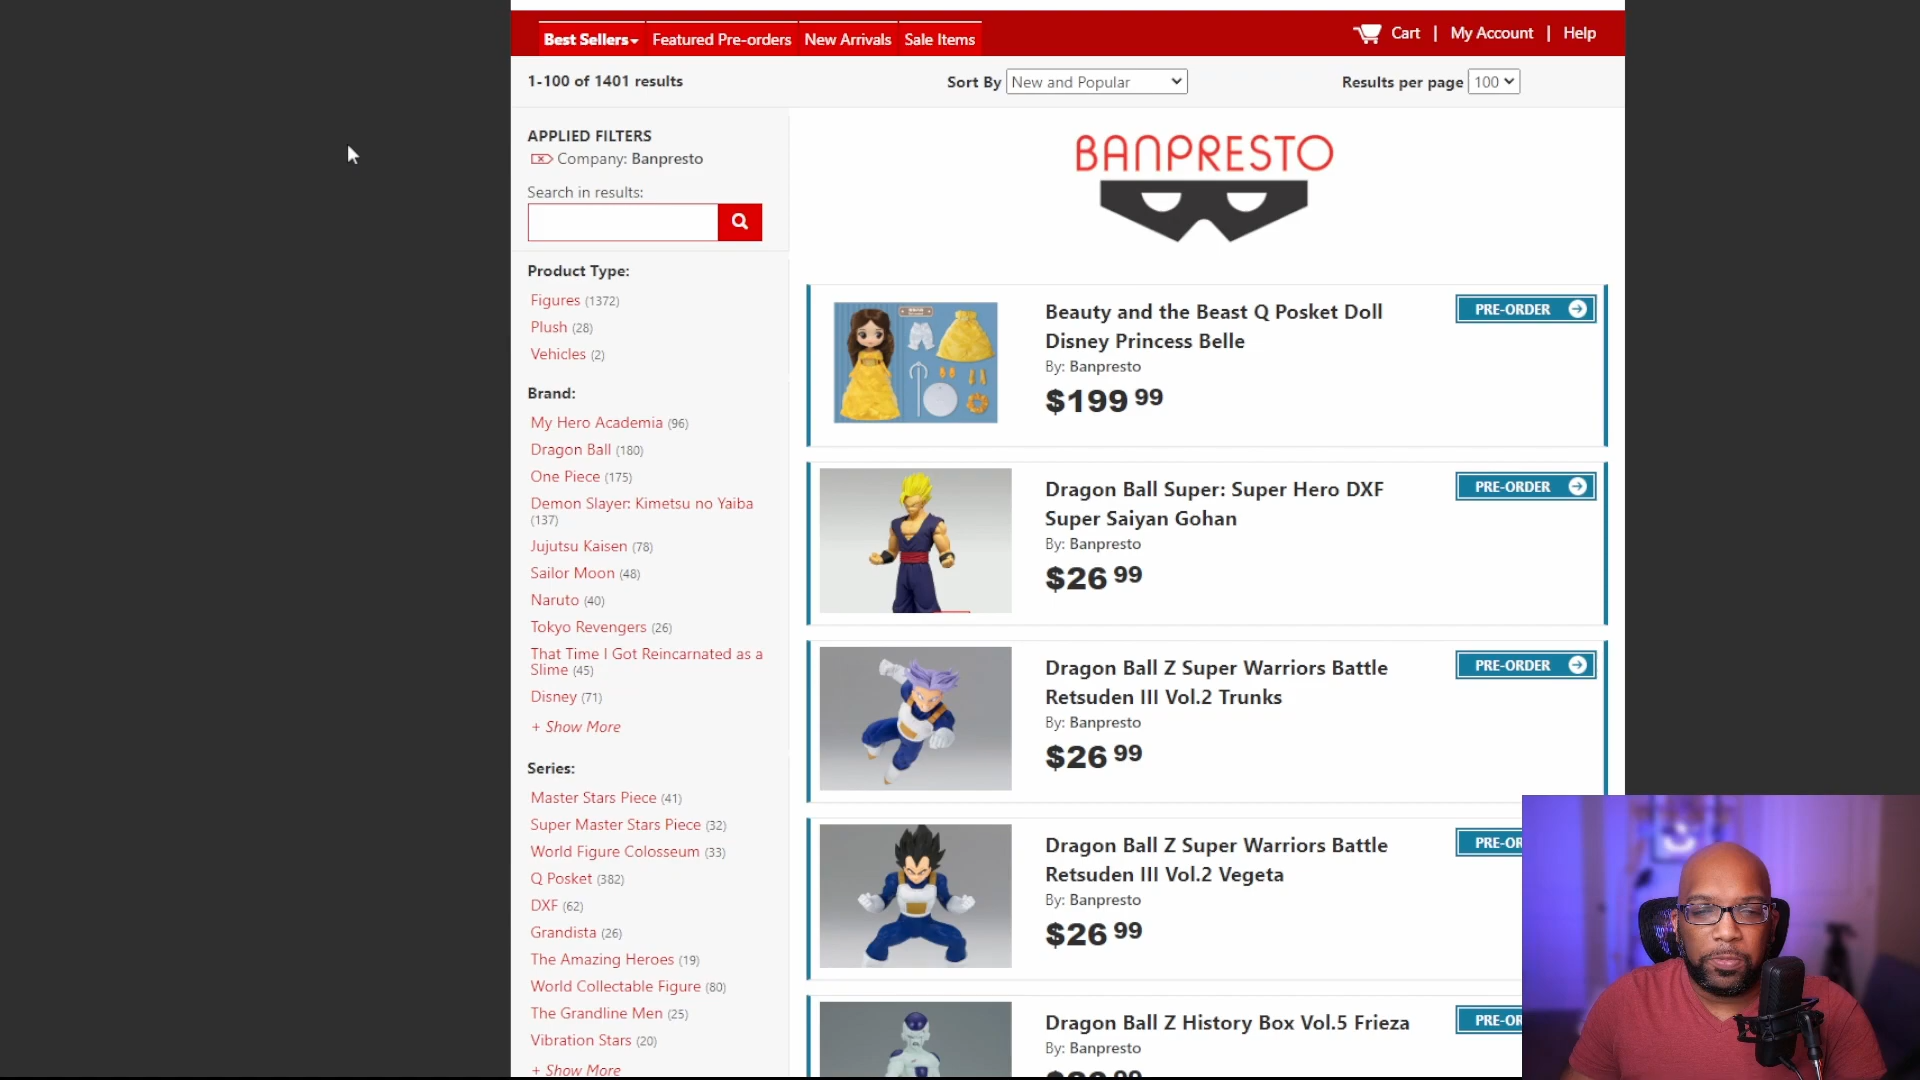 Best Sellers
Featured Pre-orders
New Arrivals
Sale Items
Cart | My Account | Help
1-100 of 1401 results
Sort By New and Popular
Results per page 100
APPLIED FILTERS
Company: Banpresto
Search in results:
Product Type:
Figures (1372)
Plush (28)
Vehicles (2)
Brand:
My Hero Academia (96)
Dragon Ball (180)
One Piece (175)
Demon Slayer: Kimetsu no Yaiba
(137)
Jujutsu Kaisen (78)
Sailor Moon (48)
Naruto (40)
Tokyo Revengers (26)
That Time I Got Reincarnated as a
Slime (45)
Disney (71)
+ Show More
Series:
Master Stars Piece (41)
Super Master Stars Piece (32)
World Figure Colosseum (33)
Q Posket (382)
DXF (62)
Grandista (26)
The Amazing Heroes (19)
World Collectable Figure (80)
The Grandline Men (25)
Vibration Stars (20)
+ Show More
BANPRESTO
Beauty and the Beast Q Posket Doll
Disney Princess Belle
By: Banpresto
$199 99
PRE-ORDER
Dragon Ball Super: Super Hero DXF
Super Saiyan Gohan
By: Banpresto
$26 99
PRE-ORDER
Dragon Ball Z Super Warriors Battle
Retsuden III Vol.2 Trunks
By: Banpresto
$26 99
PRE-ORDER
Dragon Ball Z Super Warriors Battle
Retsuden III Vol.2 Vegeta
By: Banpresto
$26 99
PRE-OR
Dragon Ball Z History Box Vol.5 Frieza
By: Banpresto
PRE-OR